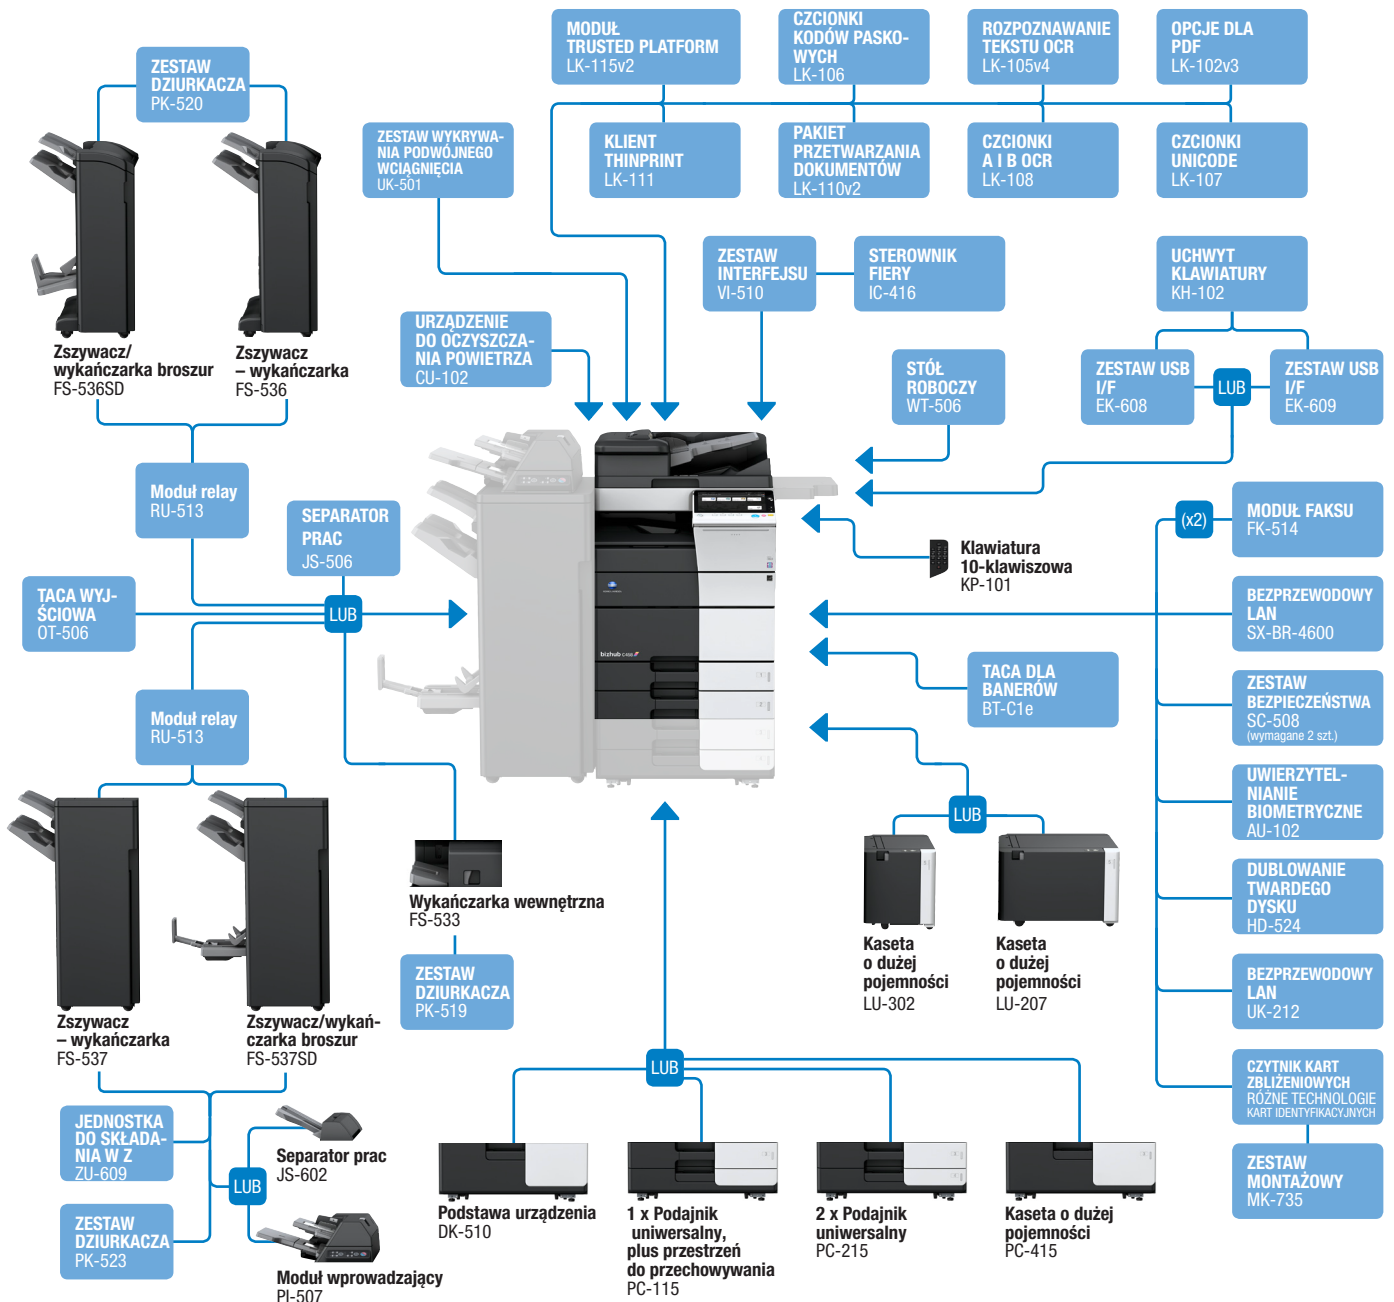 MODUŁ
TRUSTED PLATFORM
LK-115v2
CZCIONKI
KODÓW PASKO-
WYCH
LK-106
ROZPOZNAWANIE
TEKSTU OCR
LK-105v4
OPCJE DLA
PDF
LK-102v3
ZESTAW
DZIURKACZA
PK-520
ZESTAW WYKRYWA-
NIA PODWÓJNEGO
WCIĄGNIĘCIA
UK-501
KLIENT
THINPRINT
LK-111
PAKIET
PRZETWARZANIA
DOKUMENTÓW
LK-110v2
CZCIONKI
A I B OCR
LK-108
CZCIONKI
UNICODE
LK-107
ZESTAW
INTERFEJSU
VI-510
STEROWNIK
FIERY
IC-416
UCHWYT
KLAWIATURY
KH-102
URZĄDZENIE
DO OCZYSZCZA-
NIA POWIETRZA
CU-102
Zszywacz/
wykańczarka broszur
FS-536SD
Zszywacz
– wykańczarka
FS-536
STÓŁ
ROBOCZY
WT-506
ZESTAW USB
I/F
EK-608
LUB
ZESTAW USB
I/F
EK-609
Moduł relay
RU-513
SEPARATOR
PRAC
JS-506
(x2)
MODUŁ FAKSU
FK-514
Klawiatura
10-klawiszowa
KP-101
TACA WYJ-
ŚCIOWA
OT-506
LUB
BEZPRZEWODOWY
LAN
SX-BR-4600
bizhub C458
TACA DLA
BANERÓW
BT-C1e
ZESTAW
BEZPIECZEŃSTWA
SC-508
(wymagane 2 szt.)
Moduł relay
RU-513
UWIERZYTEL-
NIANIE
BIOMETRYCZNE
AU-102
LUB
DUBLOWANIE
TWARDEGO
DYSKU
HD-524
Wykańczarka wewnętrzna
FS-533
Kaseta
o dużej
pojemności
LU-302
Kaseta
o dużej
pojemności
LU-207
ZESTAW
DZIURKACZA
PK-519
BEZPRZEWODOWY
LAN
UK-212
Zszywacz
– wykańczarka
FS-537
Zszywacz/wykań-
czarka broszur
FS-537SD
LUB
CZYTNIK KART
ZBLIŻENIOWYCH
RÓŻNE TECHNOLOGIE
KART IDENTYFIKACYJNYCH
JEDNOSTKA
DO SKŁADA-
NIA W Z
ZU-609
Separator prac
JS-602
LUB
ZESTAW
MONTAŻOWY
MK-735
ZESTAW
DZIURKACZA
PK-523
Moduł wprowadzający
PI-507
Podstawa urządzenia
DK-510
1 x Podajnik
uniwersalny,
plus przestrzeń
do przechowywania
PC-115
2 x Podajnik
uniwersalny
PC-215
Kaseta o dużej
pojemności
PC-415